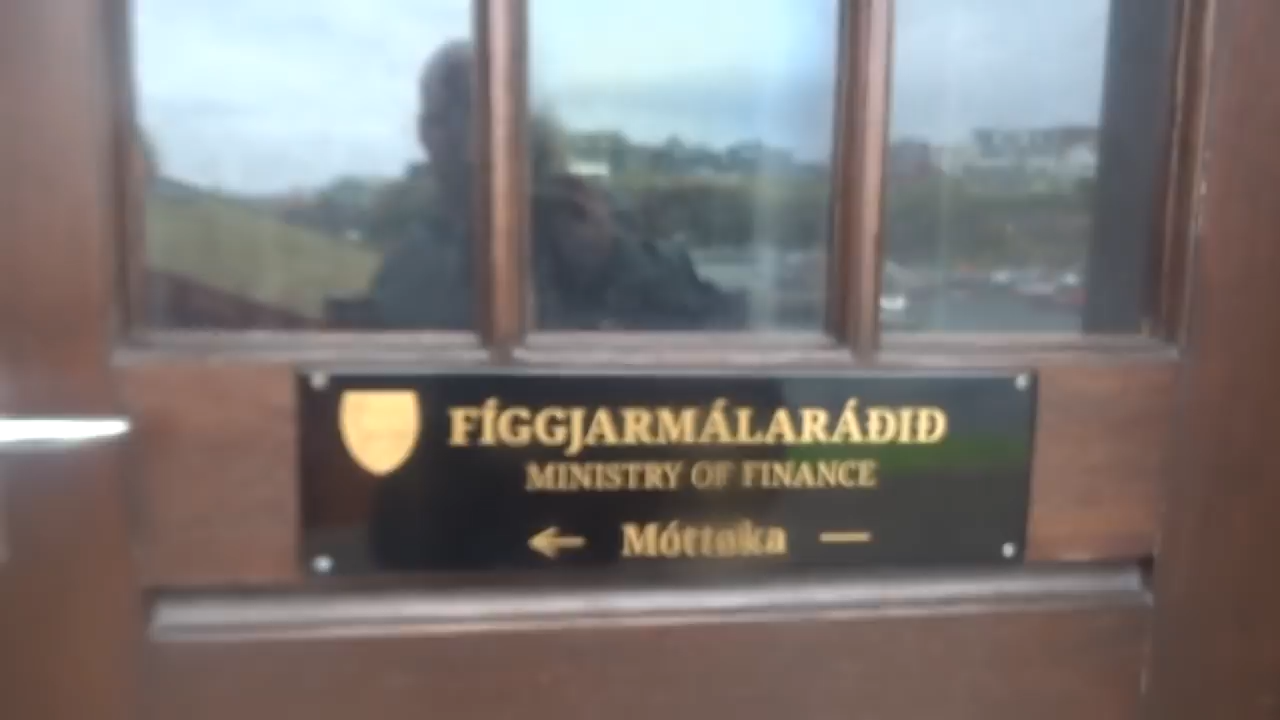 FÍGGJARMÁLARÁÐIÐ
MINISTRY OF FINANCE
← Móttøka —